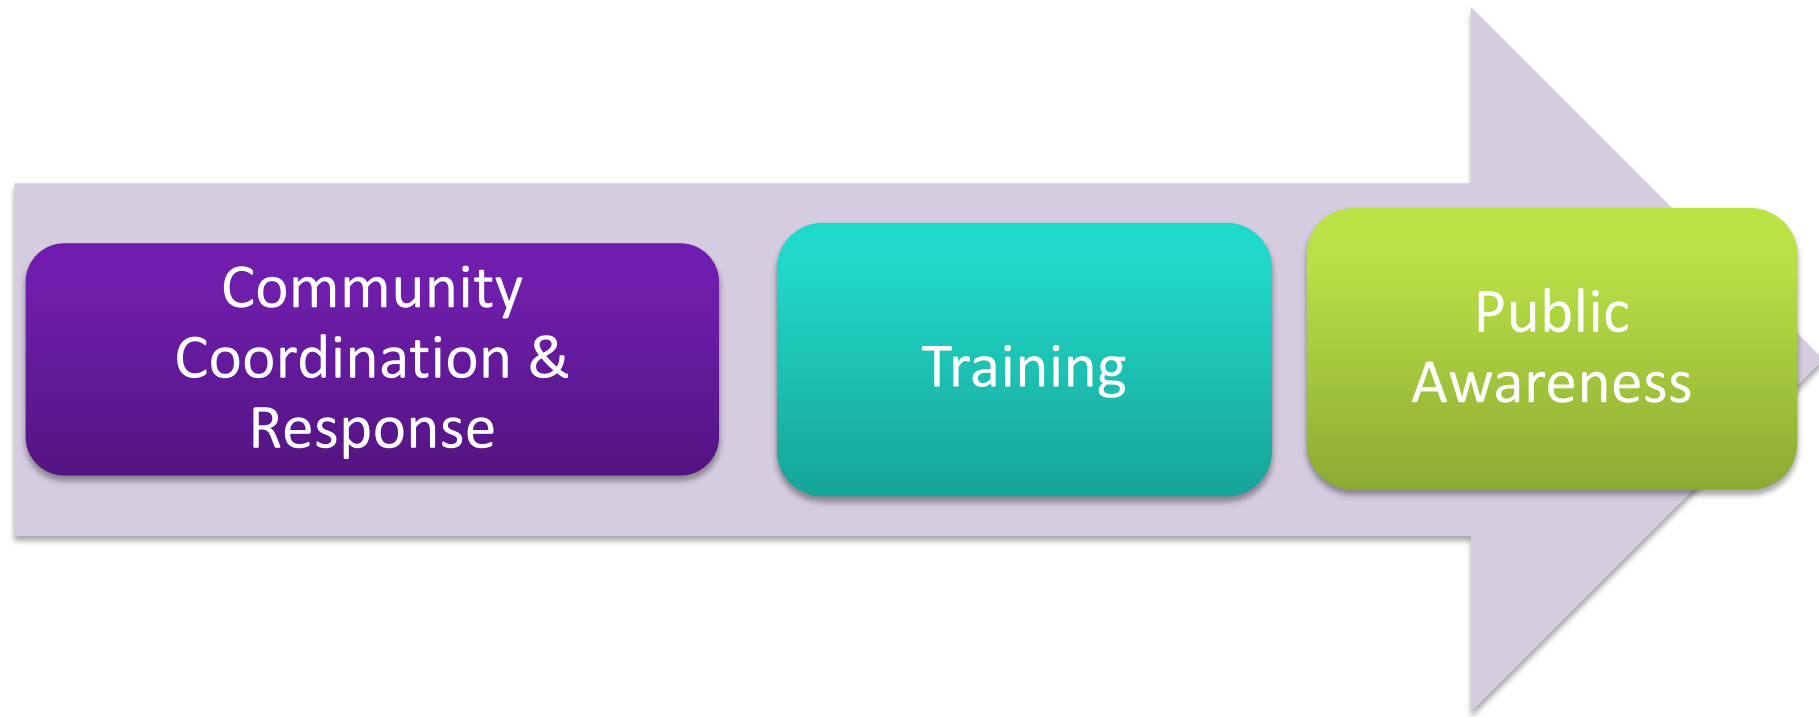 Community
Coordination &
Response
Training
Public
Awareness